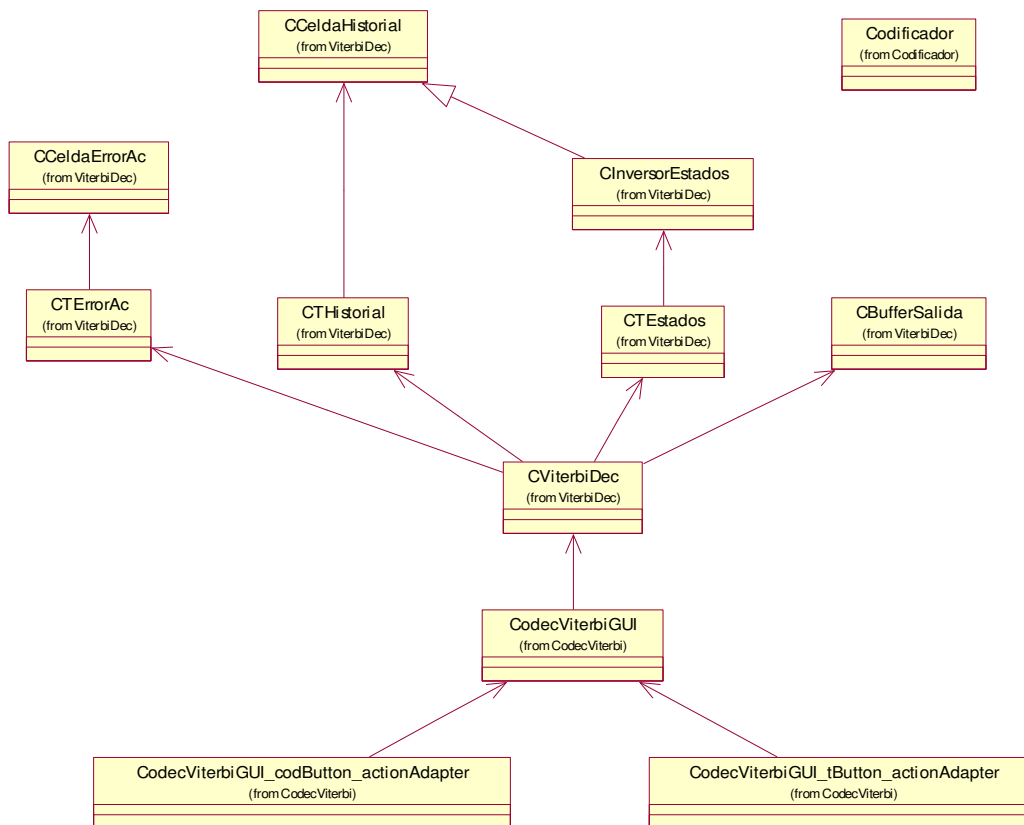 CCeldaHistorial
(from ViterbiDec)
Codificador
(from Codificador)
CCeldaErrorAc
(from ViterbiDec)
CInversorEstados
(from ViterbiDec)
CTErrorAc
(from ViterbiDec)
CTHistorial
(from ViterbiDec)
CTEstados
(from ViterbiDec)
CBufferSalida
(from ViterbiDec)
CViterbiDec
(from ViterbiDec)
CodecViterbiGUI
(from CodecViterbi)
CodecViterbiGUI_codButton_actionAdapter
(from CodecViterbi)
CodecViterbiGUI_tButton_actionAdapter
(from CodecViterbi)